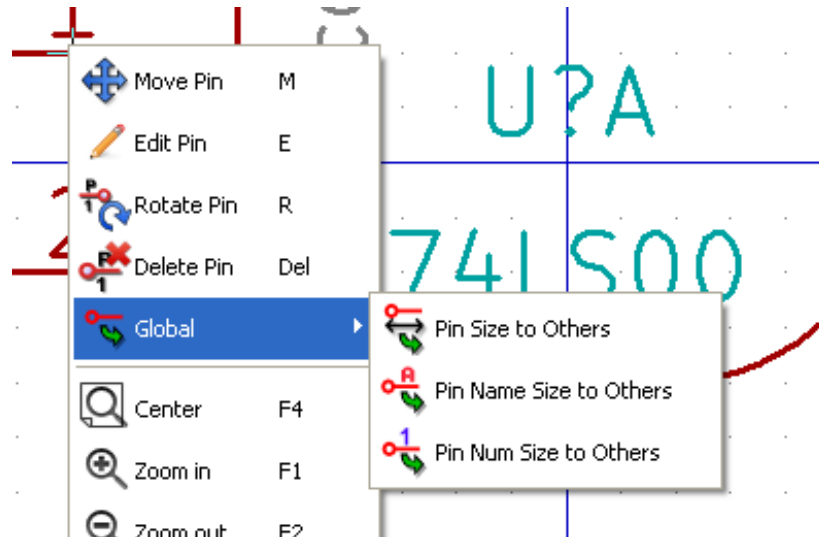 U?A
74LS00
Move Pin M
Edit Pin E
Rotate Pin R
Delete Pin Del
Global
Pin Size to Others
Pin Name Size to Others
Pin Num Size to Others
Center F4
Zoom in F1
Zoom out F2